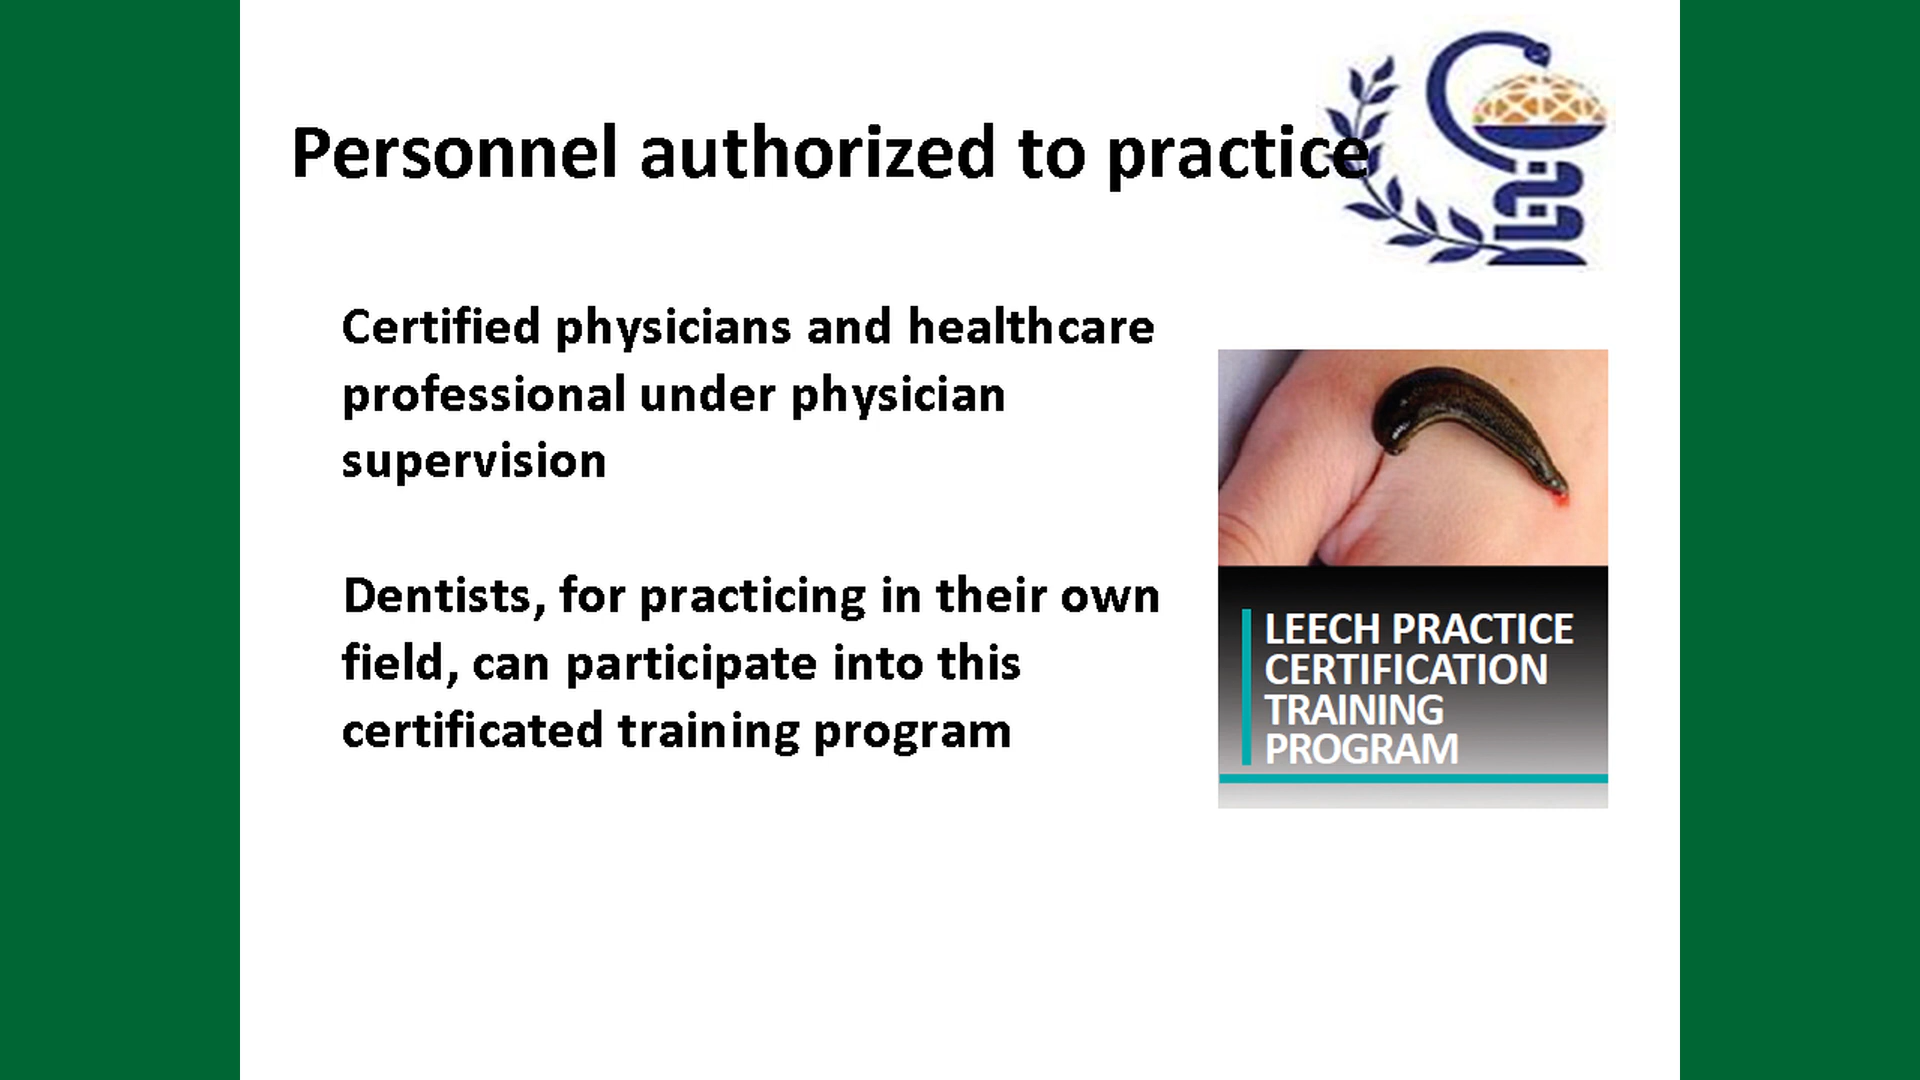 Personnel authorized to practice
Certified physicians and healthcare
professional under physician
supervision
Dentists, for practicing in their own
field, can participate into this
certificated training program
LEECH PRACTICE
CERTIFICATION
TRAINING
PROGRAM